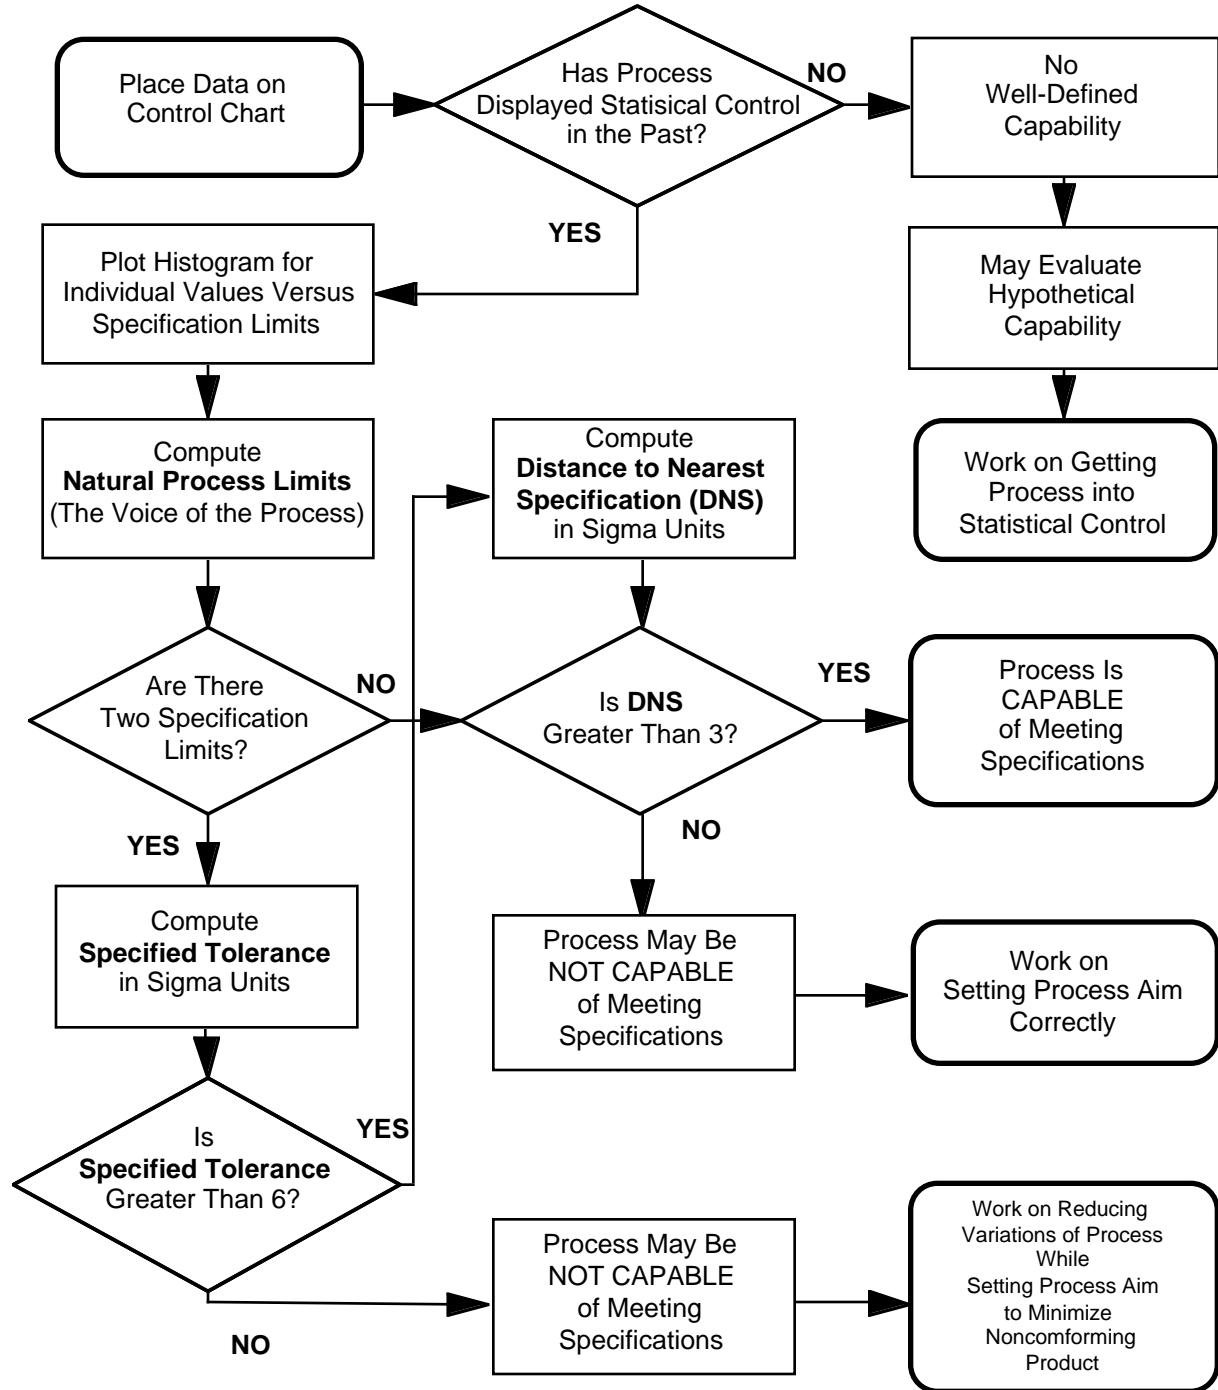 Place Data on
Control Chart
Has Process
Displayed Statisical Control
in the Past?
NO
No
Well-Defined
Capability
YES
Plot Histogram for
Individual Values Versus
Specification Limits
May Evaluate
Hypothetical
Capability
Compute
Natural Process Limits
(The Voice of the Process)
Compute
Distance to Nearest
Specification (DNS)
in Sigma Units
Work on Getting
Process into
Statistical Control
Are There
Two Specification
Limits?
NO
Is DNS
Greater Than 3?
YES
Process Is
CAPABLE
of Meeting
Specifications
YES
NO
Compute
Specified Tolerance
in Sigma Units
Process May Be
NOT CAPABLE
of Meeting
Specifications
Work on
Setting Process Aim
Correctly
Is
Specified Tolerance
Greater Than 6?
YES
NO
Process May Be
NOT CAPABLE
of Meeting
Specifications
Work on Reducing
Variations of Process
While
Setting Process Aim
to Minimize
Noncomforming
Product